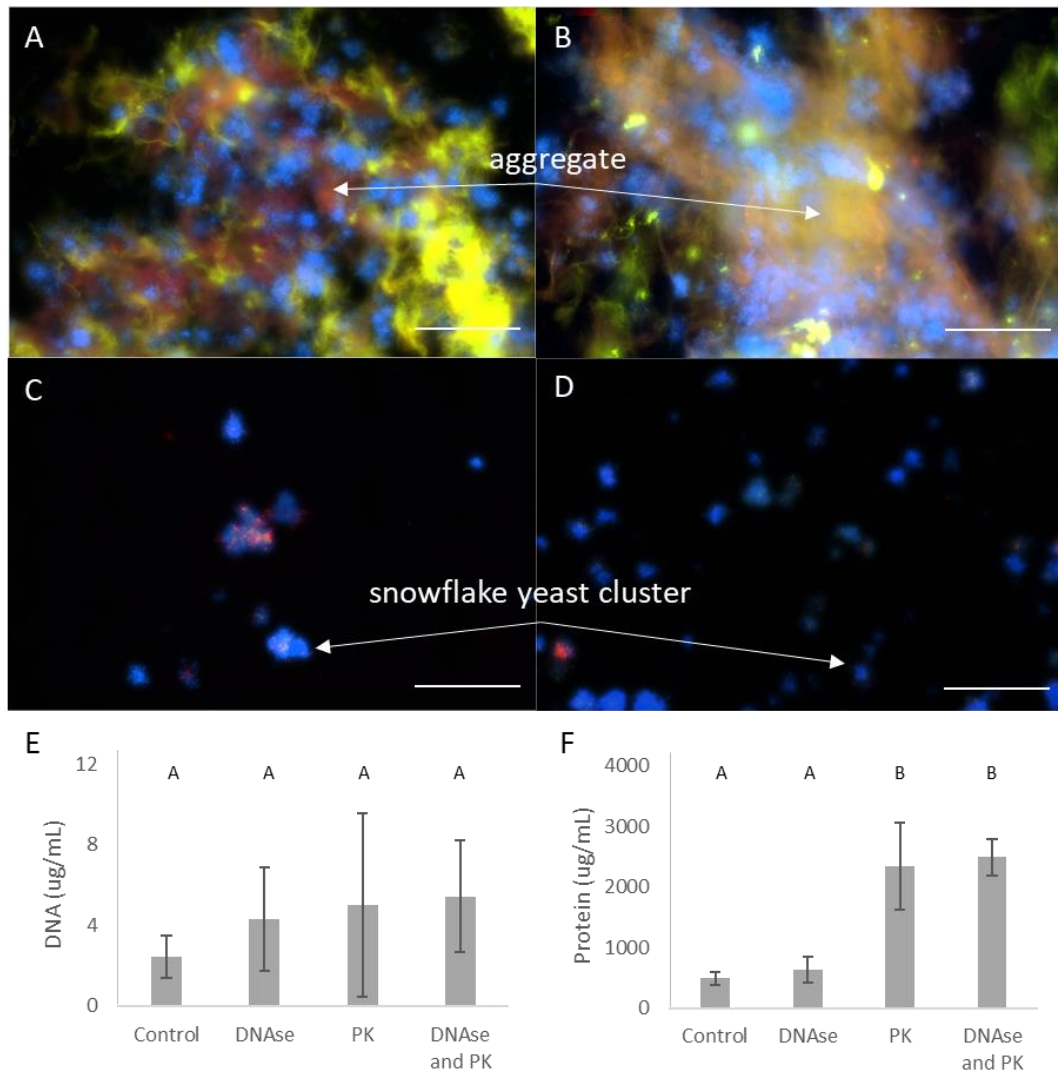 A
B
aggregate
C
D
snowflake yeast cluster
E
12
8
4
0
DNA (ug/mL)
A
A
A
A
Control
DNAse
PK
DNAse
and PK
F
4000
3000
2000
1000
0
Protein (ug/mL)
A
A
B
B
Control
DNAse
PK
DNAse
and PK